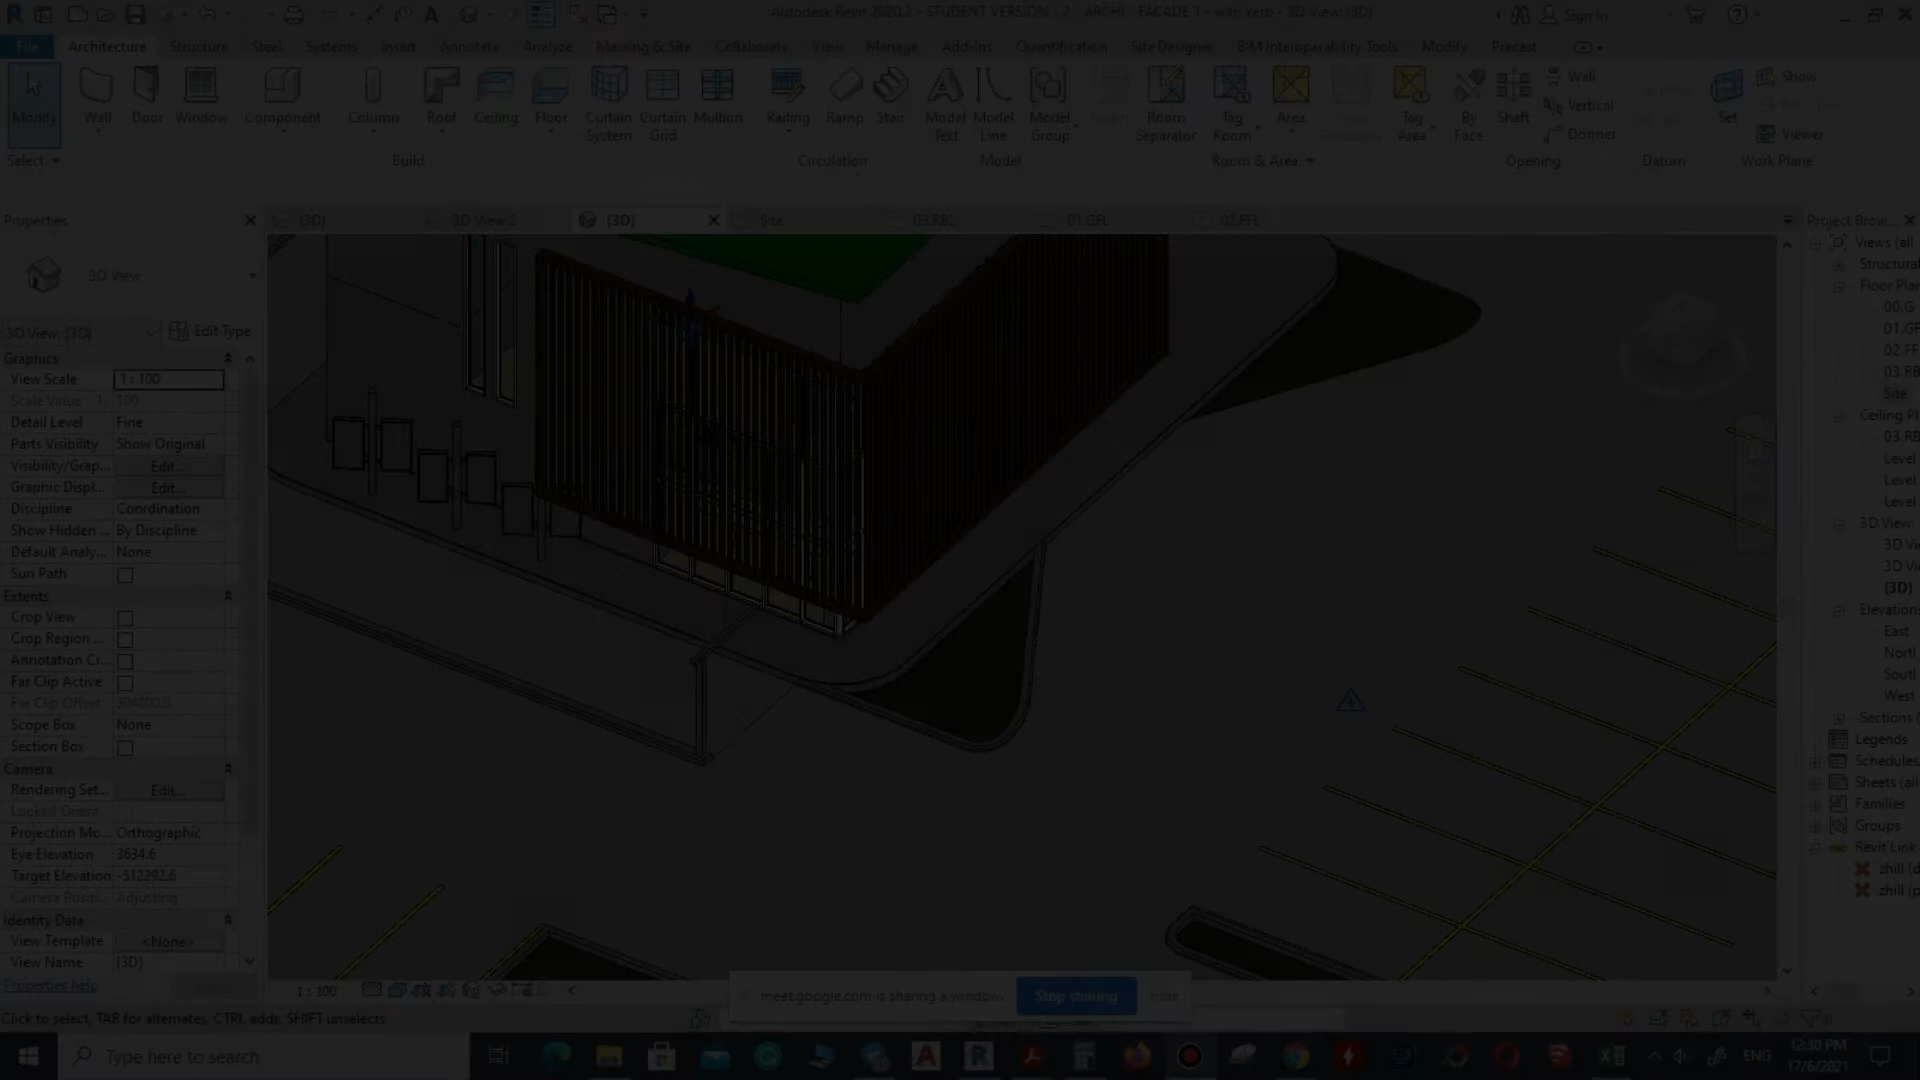 Autodesk Revit 2020.2 - STUDENT VERSION - 2 - ARCHI - FACADE T - with kerb - 3D View: {3D}
Sign In
File Architecture Structure Steel Systems Insert Annotate Analyze Massing & Site Collaborate View Manage Add-Ins Quantification Site Designer BIM Interoperability Tools Modify Precast
Modify Wall Door Window Component Column Roof Ceiling Floor Curtain System Curtain Grid Mullion Railing Ramp Stair Model Text Model Line Model Group Room Separator Tag Room Area Tag Area By Face Shaft Wall Vertical Dormer Set Show Viewer
Select Build Circulation Model Room & Area Opening Datum Work Plane
Properties
{3D} 3D View 2 {3D} Site 03.RB 01.GFL 02.FFL
Project Brow...
3D View
3D View: {3D} Edit Type
Graphics
View Scale 1 : 100
Scale Value 1: 100
Detail Level Fine
Parts Visibility Show Original
Visibility/Grap... Edit...
Graphic Displ... Edit...
Discipline Coordination
Show Hidden ... By Discipline
Default Analy... None
Sun Path
Extents
Crop View
Crop Region ...
Annotation Cr...
Far Clip Active
Far Clip Offset 304800.0
Scope Box None
Section Box
Camera
Rendering Set... Edit...
Locked Orient
Projection Mo... Orthographic
Eye Elevation 3634.6
Target Elevation -512292.6
Camera Positi... Adjusting
Identity Data
View Template <None>
View Name {3D}
Properties help
Views (all
Structural
Floor Plan
00.G
01.GF
02.FF
03.RB
Site
Ceiling Pl
03.RB
Level
Level
Level
3D View:
3D Vi
3D Vi
{3D}
Elevations
East
North
South
West
Sections (
Legends
Schedules,
Sheets (all
Families
Groups
Revit Link
zhill (d
zhill (p
1 : 100
meet.google.com is sharing a window.
Stop sharing
Hide
Click to select, TAB for alternates, CTRL adds, SHIFT unselects.
Type here to search
ENG
12:30 PM
17/6/2021